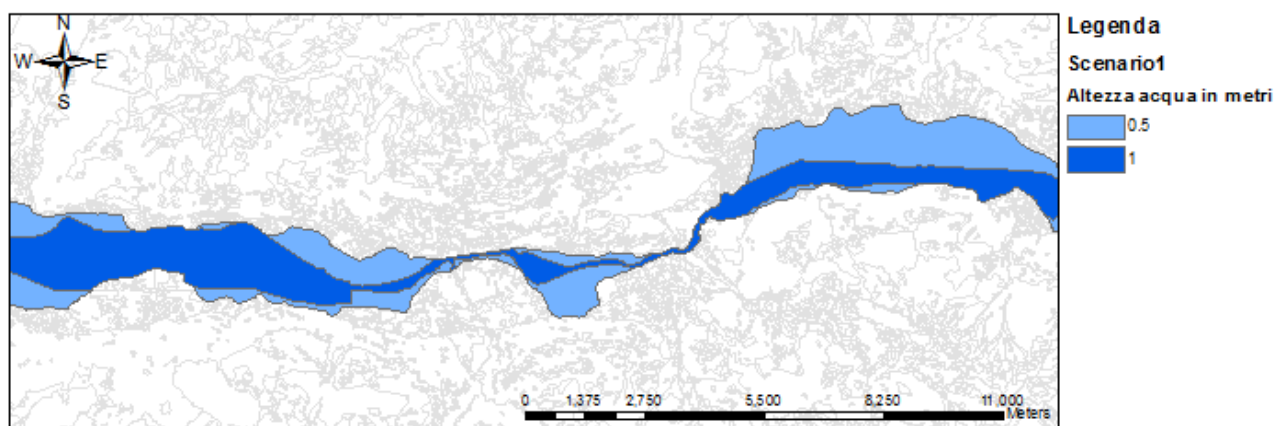 N
W E
S
Legenda
Scenario1
Altezza acqua in metri
0.5
1
0 1,375 2,750 5,500 8,250 11,000
Meters